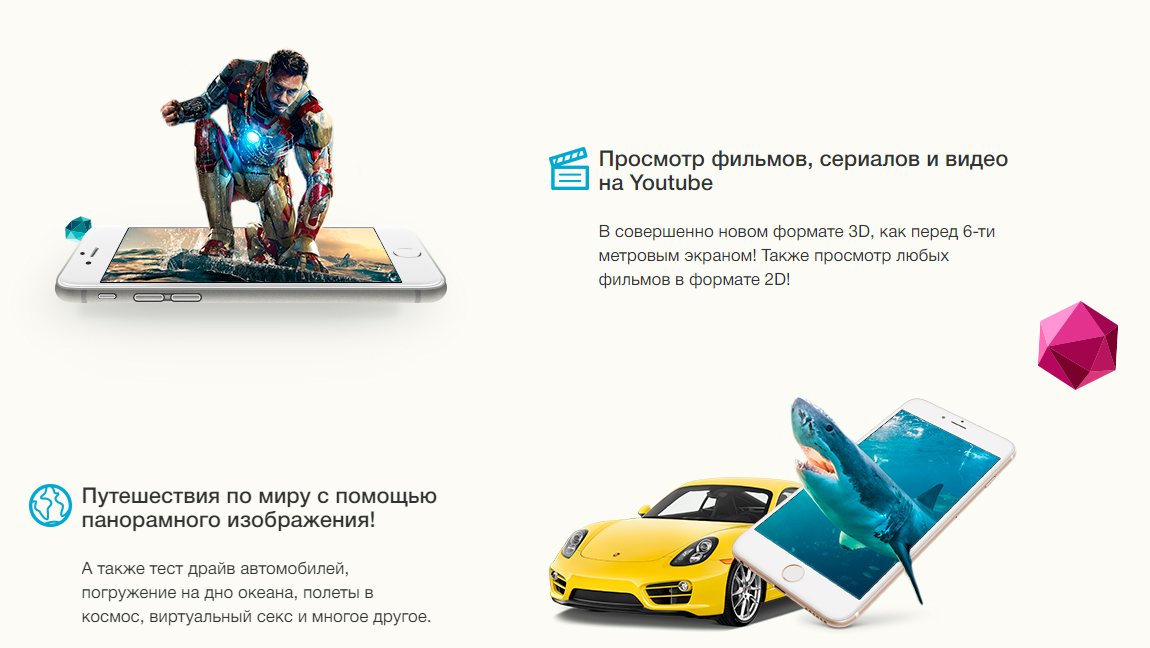 Просмотр фильмов, сериалов и видео
на Youtube
В совершенно новом формате 3D, как перед 6-ти
метровым экраном! Также просмотр любых
фильмов в формате 2D!
Путешествия по миру с помощью
панорамного изображения!
А также тест драйв автомобилей,
погружение на дно океана, полеты в
космос, виртуальный секс и многое другое.